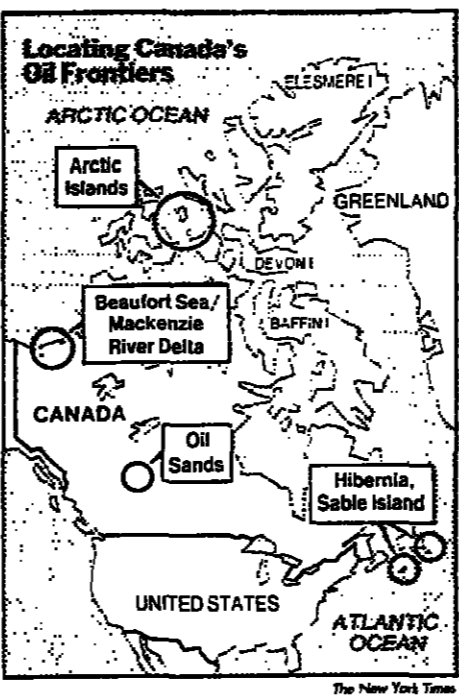 Locating Canada's
Oil Frontiers
ELESMERE I
ARCTIC OCEAN
Arctic
Islands
GREENLAND
DEVON I
Beaufort Sea/
Mackenzie
River Delta
BAFFIN I
CANADA
Oil
Sands
Hibernia,
Sable Island
UNITED STATES
ATLANTIC
OCEAN
The New York Times